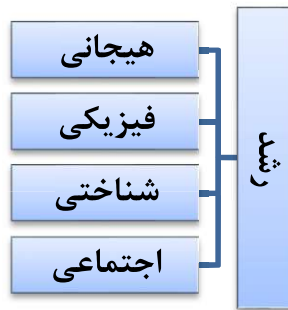 رشد
هیجانی
فیزیکی
شناختی
اجتماعی